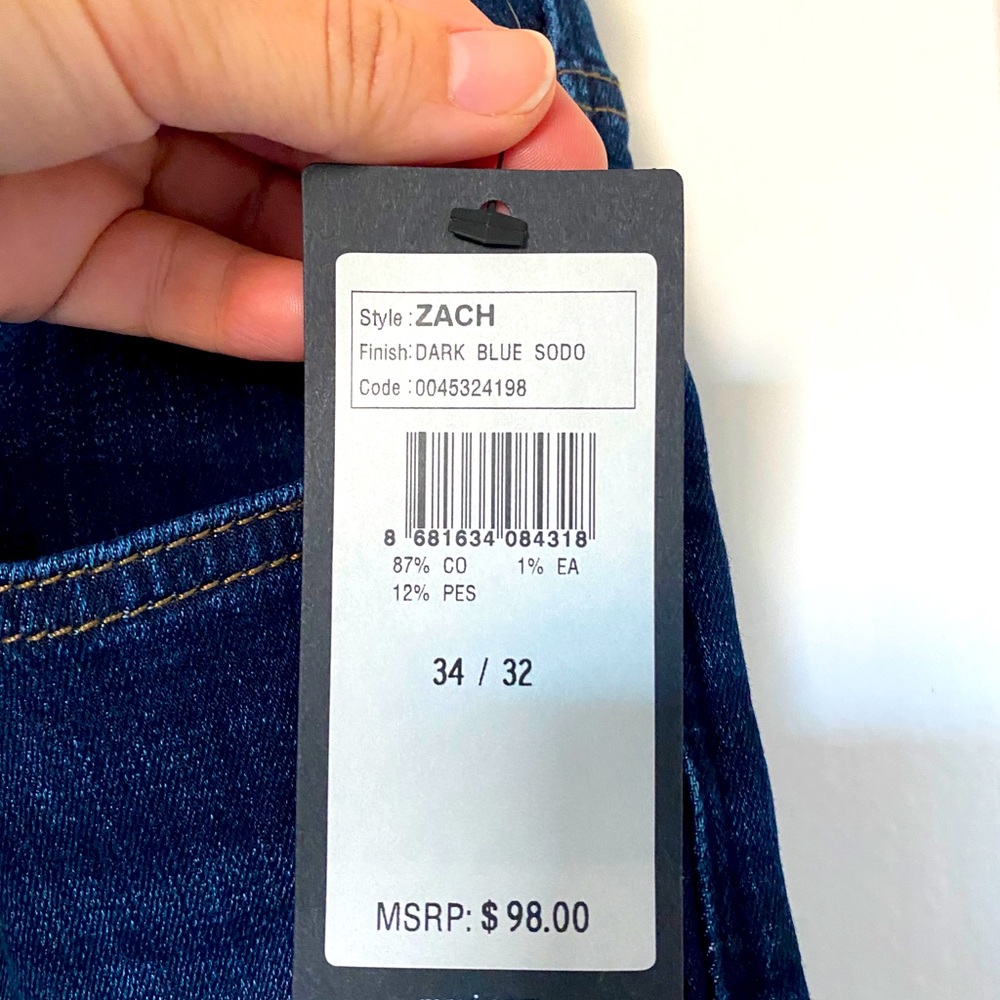 Style : ZACH
Finish: DARK BLUE SODO
Code : 0045324198
8 681634 084318
87% CO 1% EA
12% PES
34 / 32
MSRP: $ 98.00